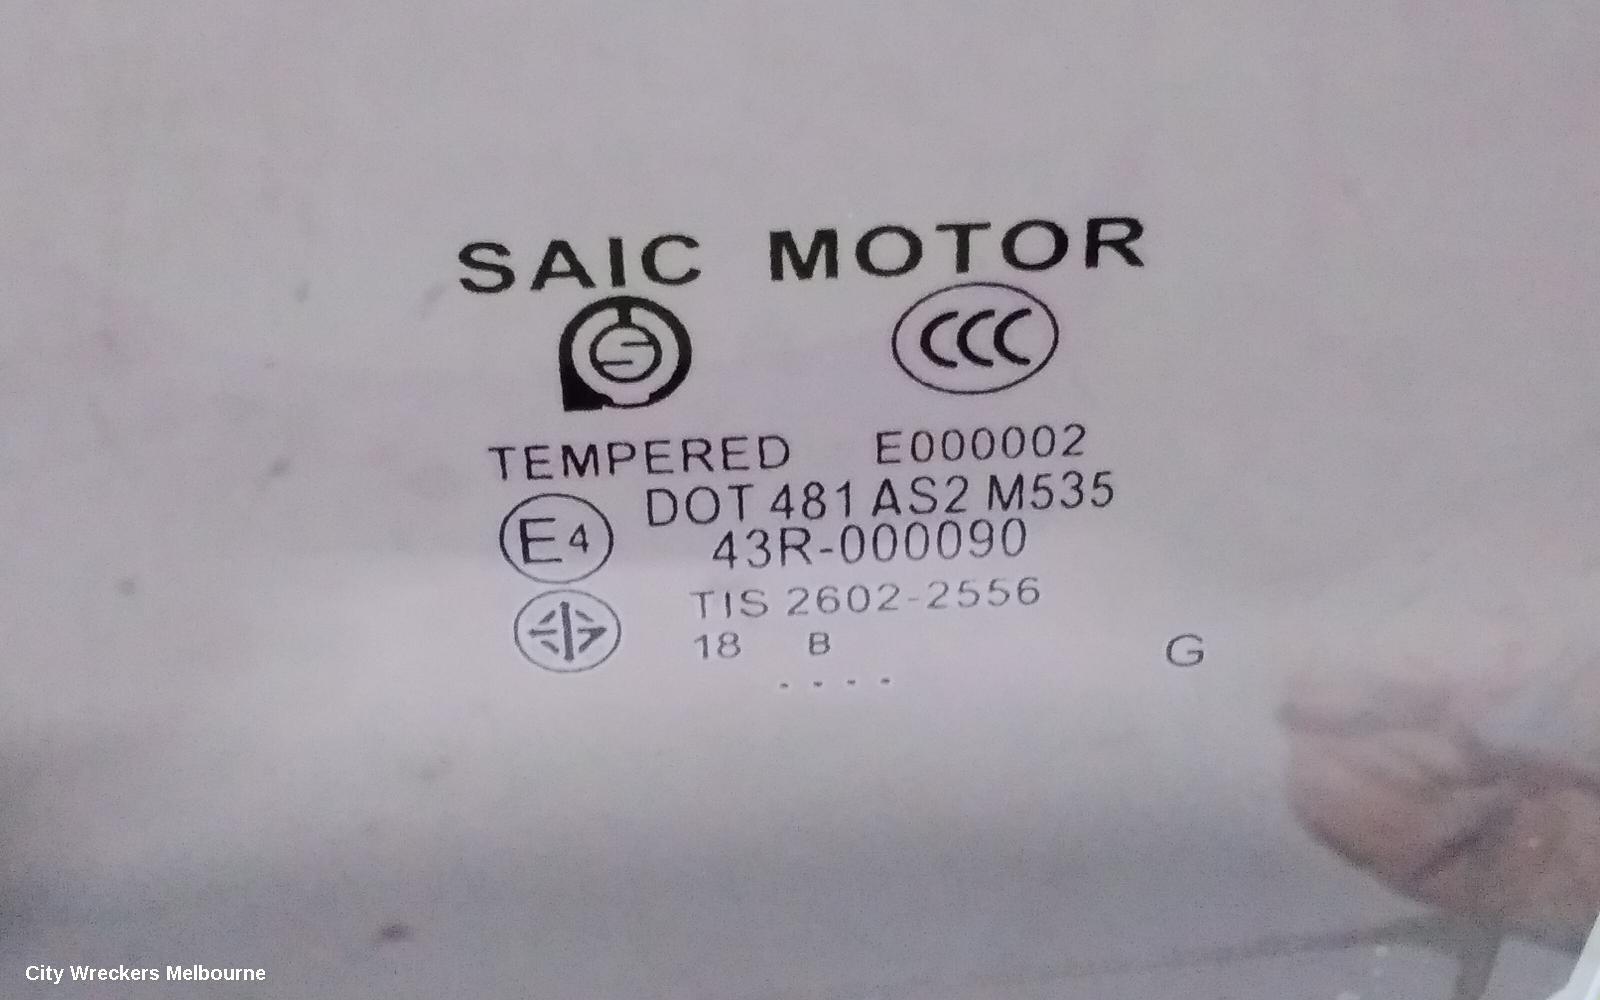 SAIC MOTOR
CCC
TEMPERED E000002
DOT 481 AS2 M535
E4 43R-000090
TIS 2602-2556
18 B G
. . . .
City Wreckers Melbourne